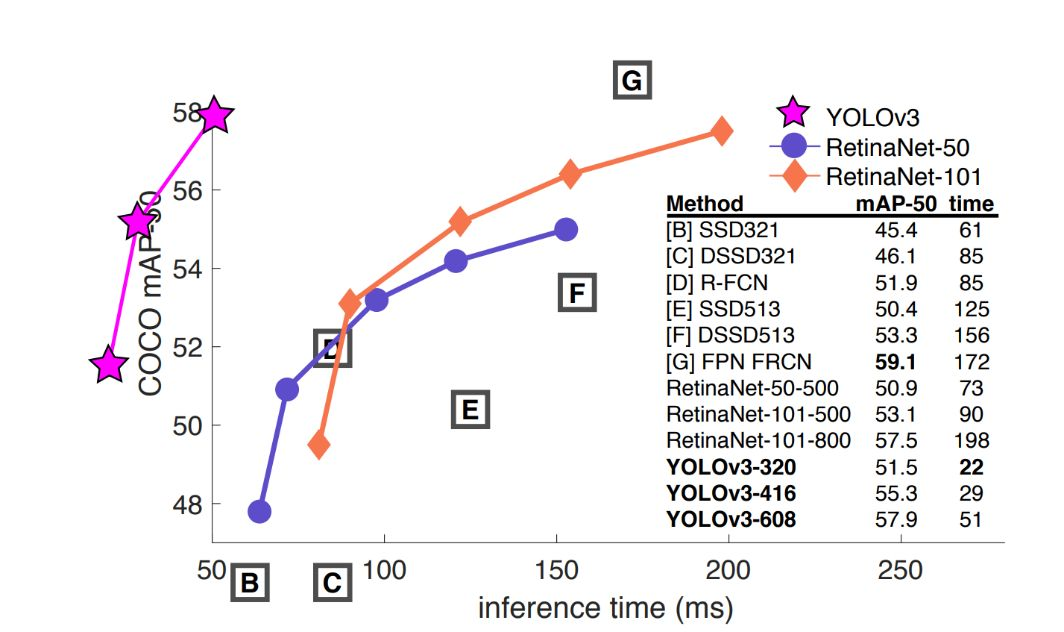 G
58
56
54
52
50
48
COCO mAP-50
D
E
F
50
100
150
200
250
B
C
inference time (ms)
YOLOv3
RetinaNet-50
RetinaNet-101
Method mAP-50 time
[B] SSD321 45.4 61
[C] DSSD321 46.1 85
[D] R-FCN 51.9 85
[E] SSD513 50.4 125
[F] DSSD513 53.3 156
[G] FPN FRCN 59.1 172
RetinaNet-50-500 50.9 73
RetinaNet-101-500 53.1 90
RetinaNet-101-800 57.5 198
YOLOv3-320 51.5 22
YOLOv3-416 55.3 29
YOLOv3-608 57.9 51